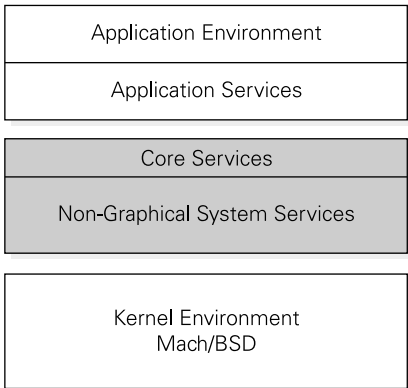 Application Environment
Application Services
Core Services
Non-Graphical System Services
Kernel Environment
Mach/BSD